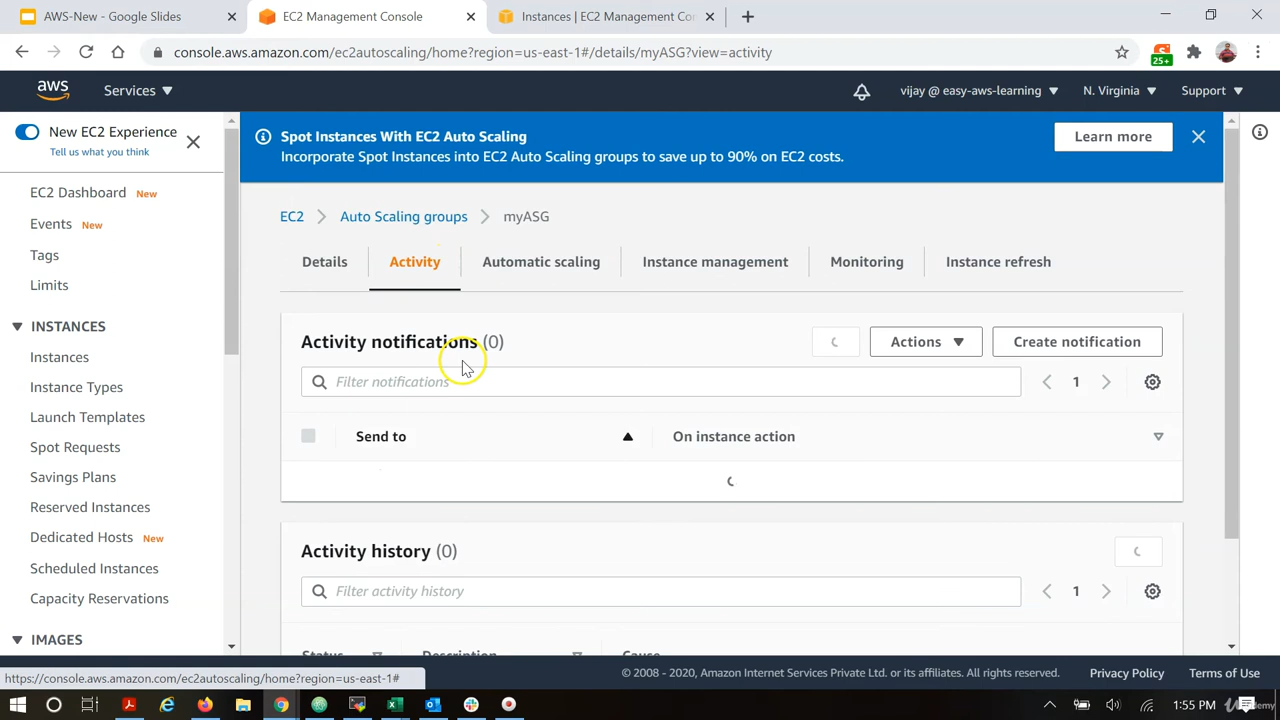 AWS-New - Google Slides
EC2 Management Console
Instances | EC2 Management Con
console.aws.amazon.com/ec2autoscaling/home?region=us-east-1#/details/myASG?view=activity
25+
aws
Services
vijay @ easy-aws-learning
N. Virginia
Support
New EC2 Experience
Tell us what you think
Spot Instances With EC2 Auto Scaling
Incorporate Spot Instances into EC2 Auto Scaling groups to save up to 90% on EC2 costs.
Learn more
EC2 Dashboard New
Events New
Tags
Limits
INSTANCES
Instances
Instance Types
Launch Templates
Spot Requests
Savings Plans
Reserved Instances
Dedicated Hosts New
Scheduled Instances
Capacity Reservations
IMAGES
EC2 > Auto Scaling groups > myASG
Details
Activity
Automatic scaling
Instance management
Monitoring
Instance refresh
Activity notifications (0)
Actions
Create notification
Filter notifications
1
Send to
On instance action
Activity history (0)
Filter activity history
1
Status
Description
Cause
https://console.aws.amazon.com/ec2autoscaling/home?region=us-east-1#
© 2008 - 2020, Amazon Internet Services Private Ltd. or its affiliates. All rights reserved.
Privacy Policy
Terms of Use
1:55 PM